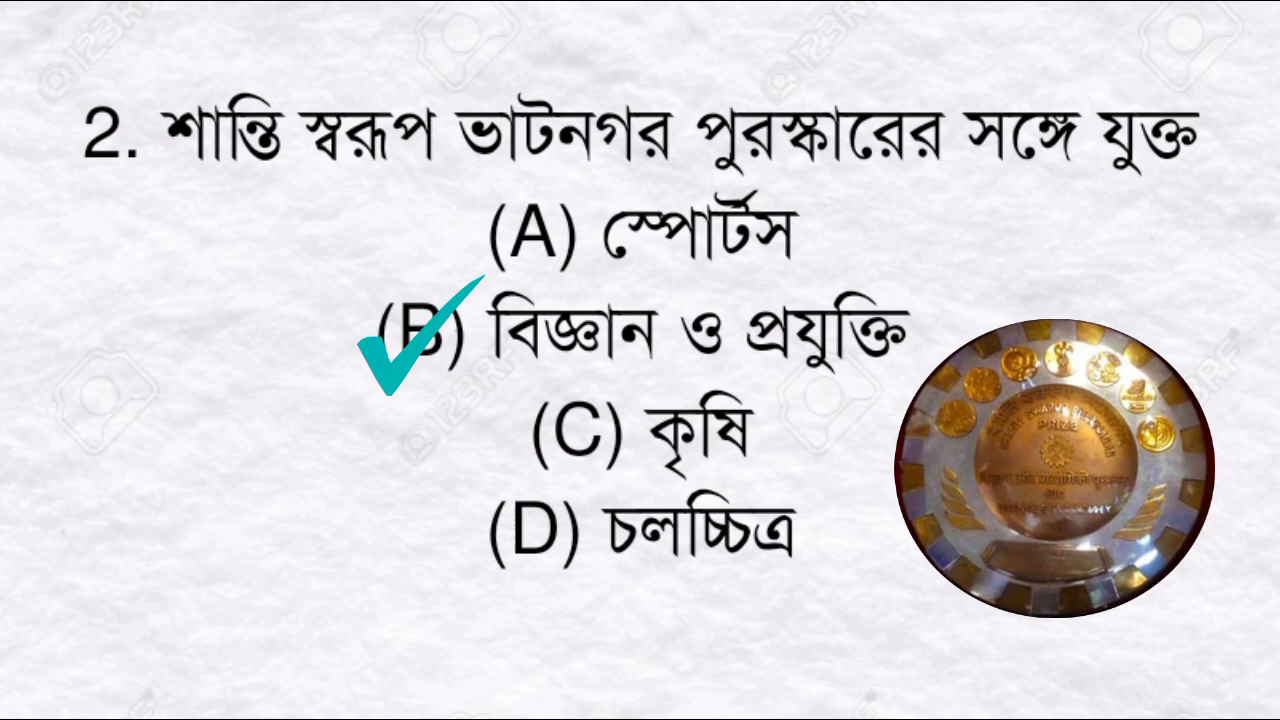 2. শান্তি স্বরূপ ভাটনগর পুরস্কারের সঙ্গে যুক্ত
(A) স্পোর্টস
(B) বিজ্ঞান ও প্রযুক্তি
(C) কৃষি
(D) চলচ্চিত্র
PRIZE